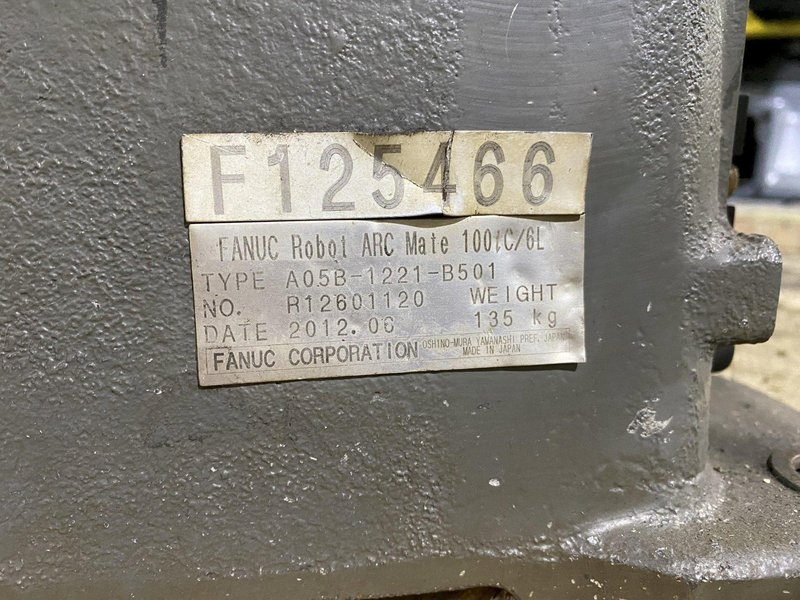 F125466
FANUC Robot ARC Mate 100iC/6L
TYPE A05B-1221-B501
NO. R12601120 WEIGHT
DATE 2012.06 135 kg
FANUC CORPORATION OSHINO-MURA YAMANASHI PREF. JAPAN
MADE IN JAPAN